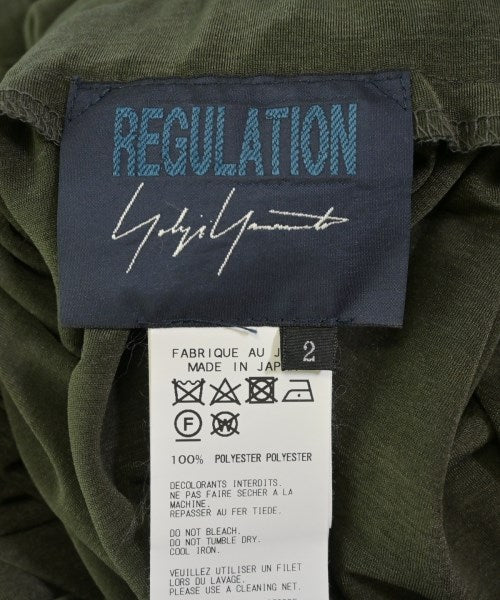 REGULATION
Yohji Yamamoto
2
FABRIQUE AU J
MADE IN JAP
F W
100% POLYESTER POLYESTER
DECOLORANTS INTERDITS.
NE PAS FAIRE SECHER A LA
MACHINE.
REPASSER AU FER TIEDE.
DO NOT BLEACH.
DO NOT TUMBLE DRY.
COOL IRON.
VEUILLEZ UTILISER UN FILET
LORS DU LAVAGE.
PLEASE USE A CLEANING NET.